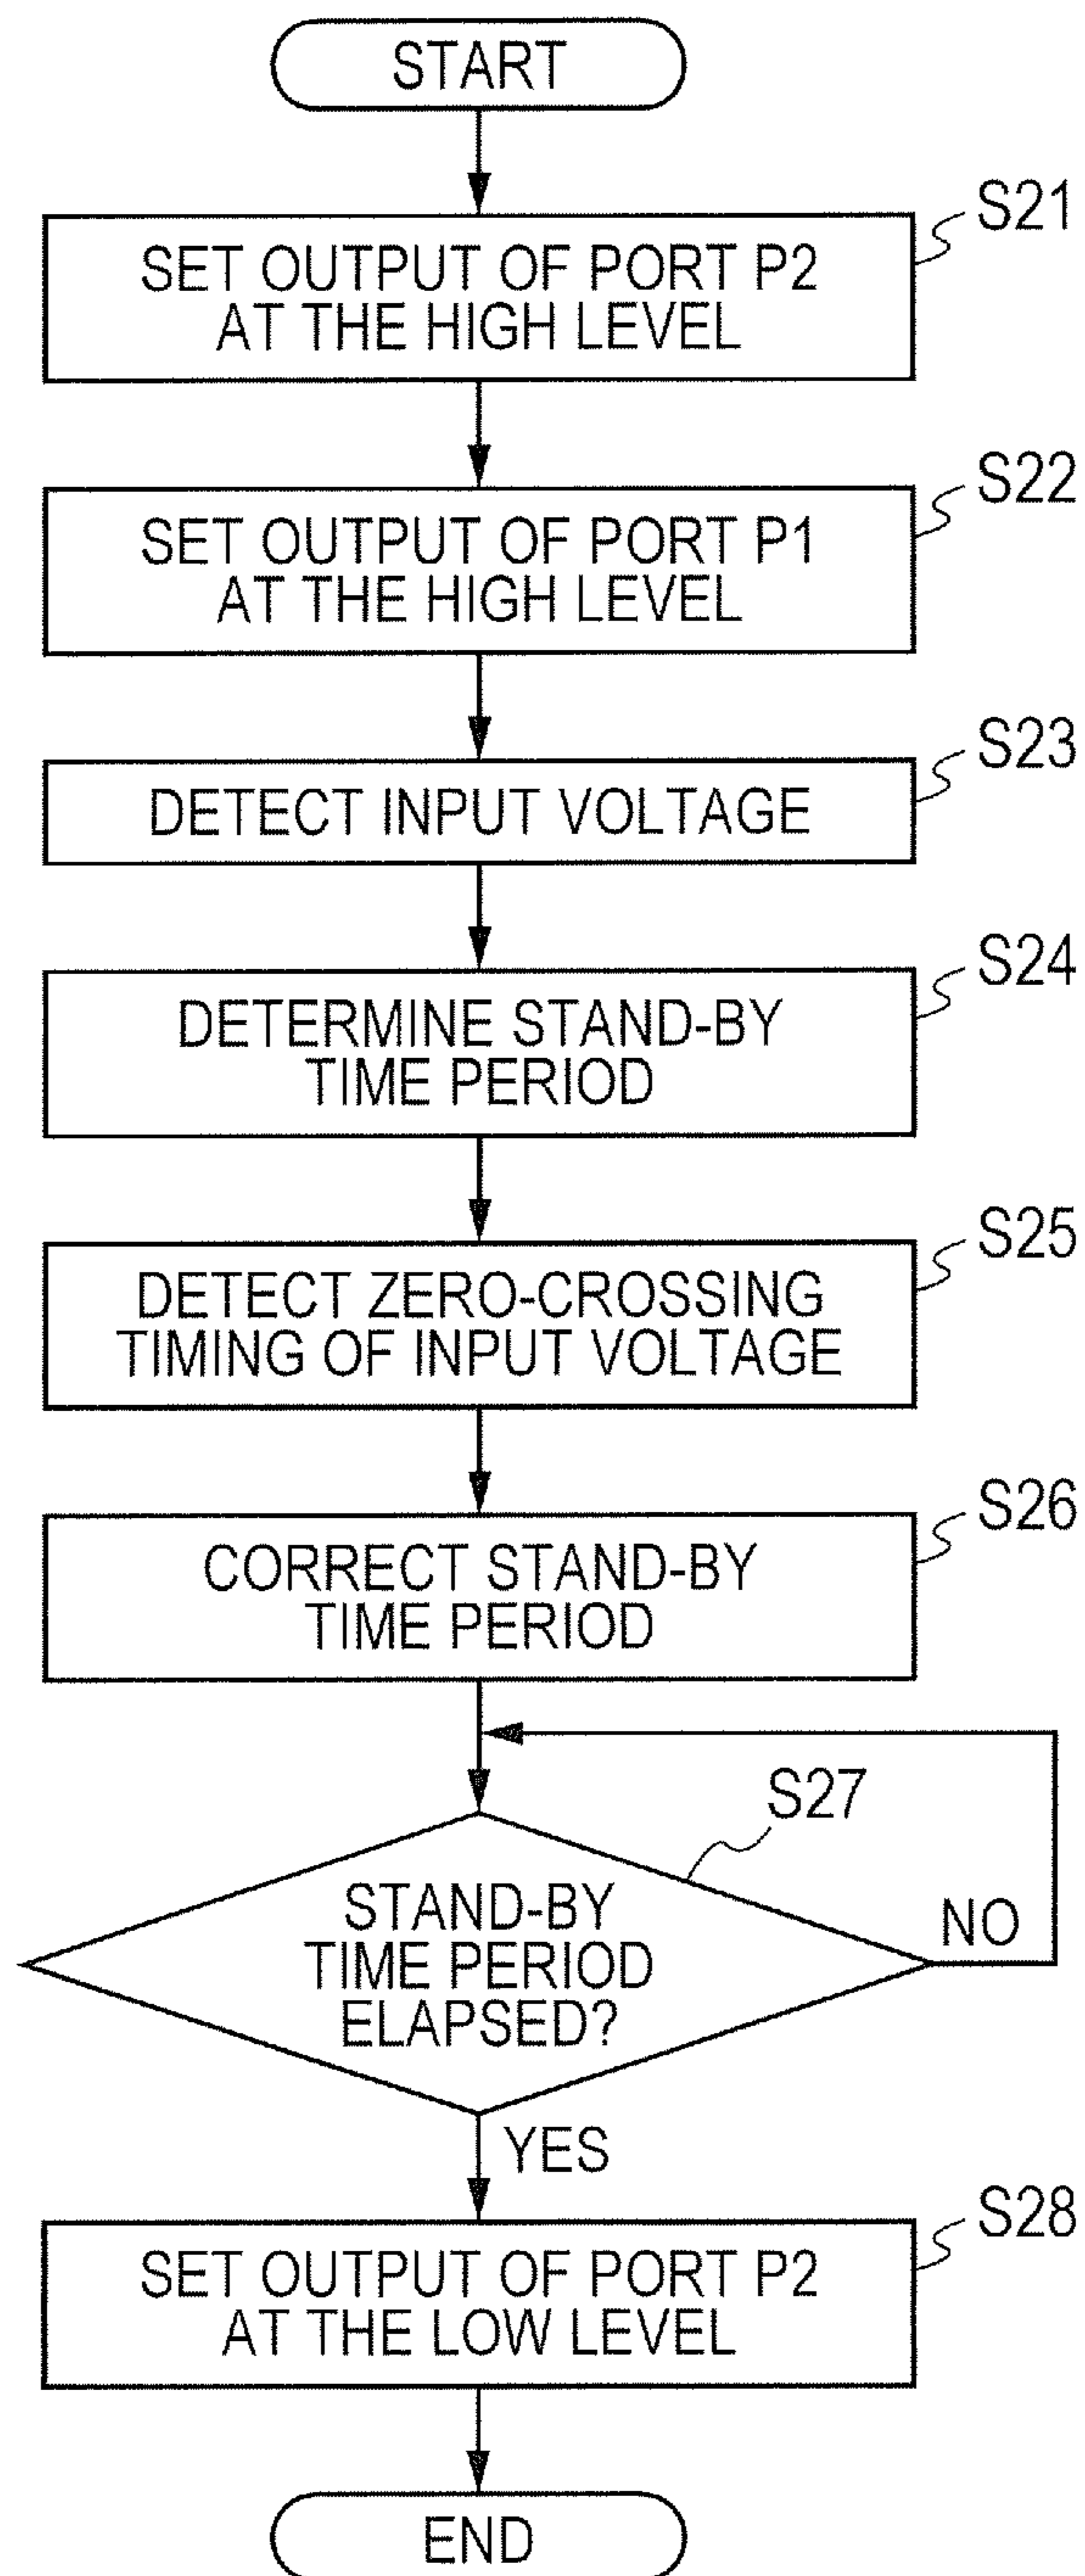 START
S21
SET OUTPUT OF PORT P2
AT THE HIGH LEVEL
S22
SET OUTPUT OF PORT P1
AT THE HIGH LEVEL
S23
DETECT INPUT VOLTAGE
S24
DETERMINE STAND-BY
TIME PERIOD
S25
DETECT ZERO-CROSSING
TIMING OF INPUT VOLTAGE
S26
CORRECT STAND-BY
TIME PERIOD
S27
STAND-BY
TIME PERIOD
ELAPSED?
NO
YES
S28
SET OUTPUT OF PORT P2
AT THE LOW LEVEL
END